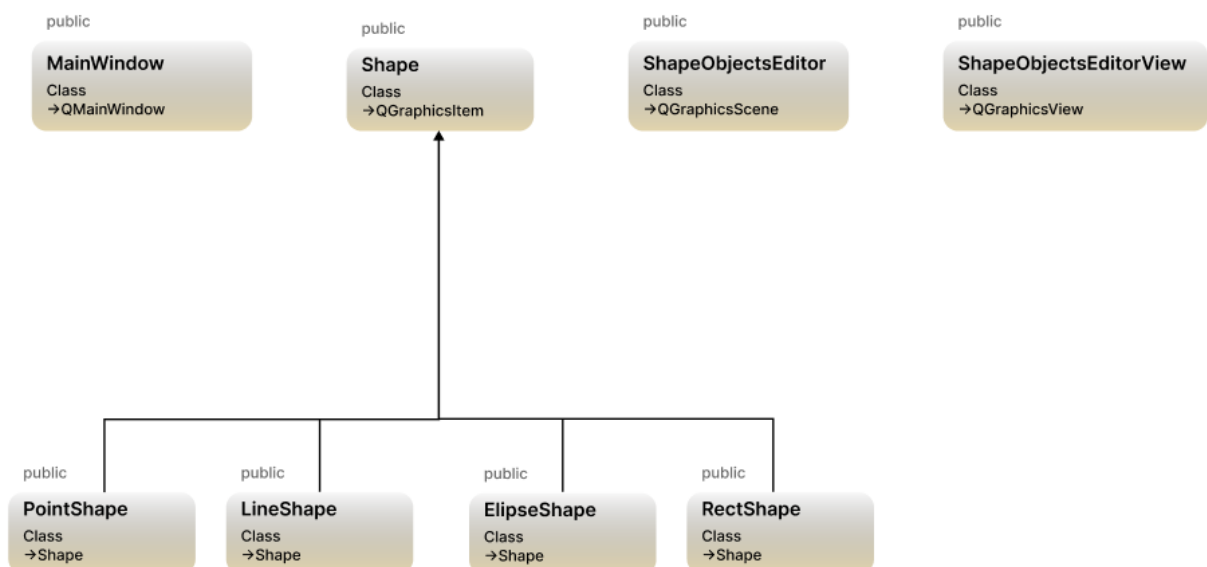 public
MainWindow
Class
→QMainWindow
public
Shape
Class
→QGraphicsItem
public
ShapeObjectsEditor
Class
→QGraphicsScene
public
ShapeObjectsEditorView
Class
→QGraphicsView
public
PointShape
Class
→Shape
public
LineShape
Class
→Shape
public
ElipseShape
Class
→Shape
public
RectShape
Class
→Shape